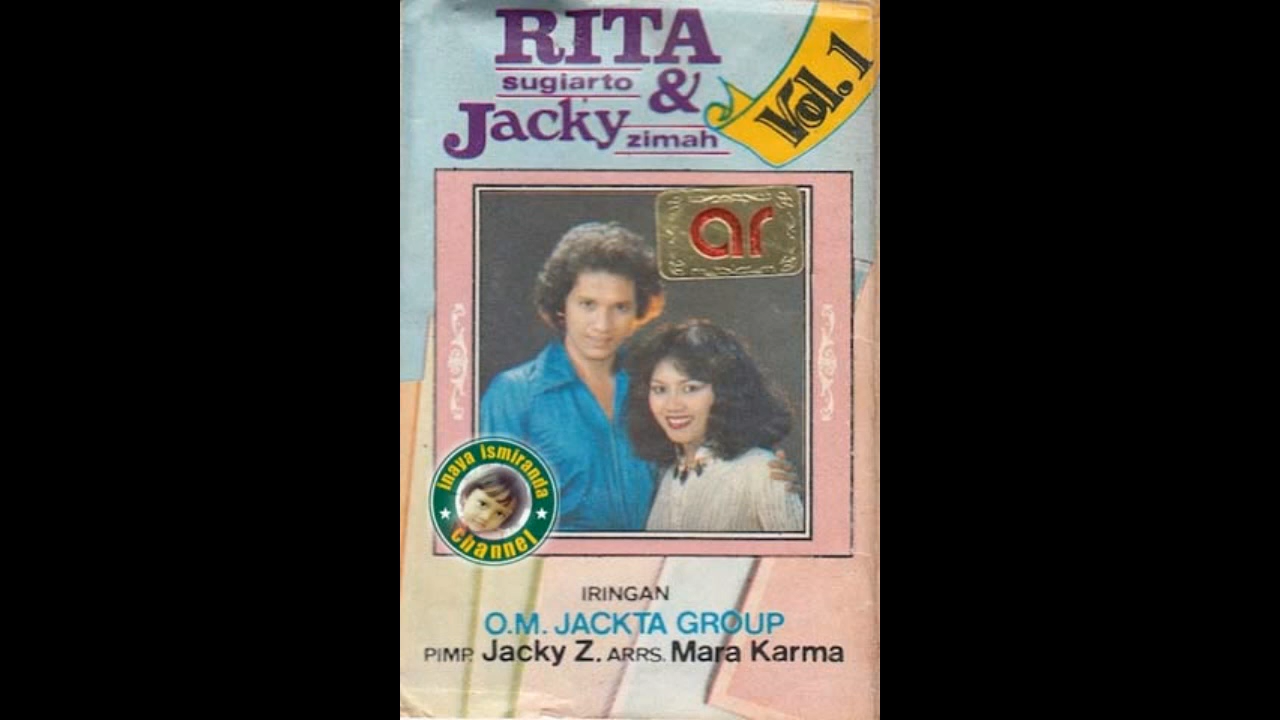 RITA
sugiarto
&
Jacky
zimah
Vol. 1
ar
inaya ismiranda
channel
IRINGAN
O.M. JACKTA GROUP
PIMP. Jacky Z. ARRS. Mara Karma